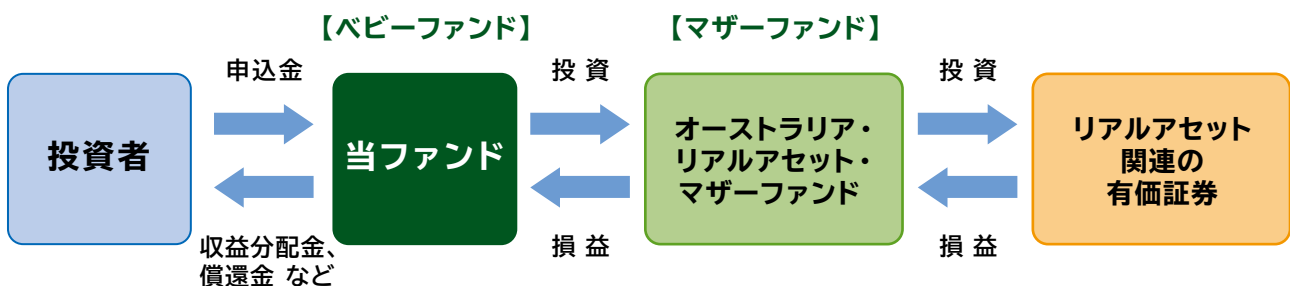 【ベビーファンド】
【マザーファンド】
申込金
投 資
投 資
投資者
当ファンド
オーストラリア・
リアルアセット・
マザーファンド
リアルアセット
関連の
有価証券
収益分配金、
償還金 など
損 益
損 益